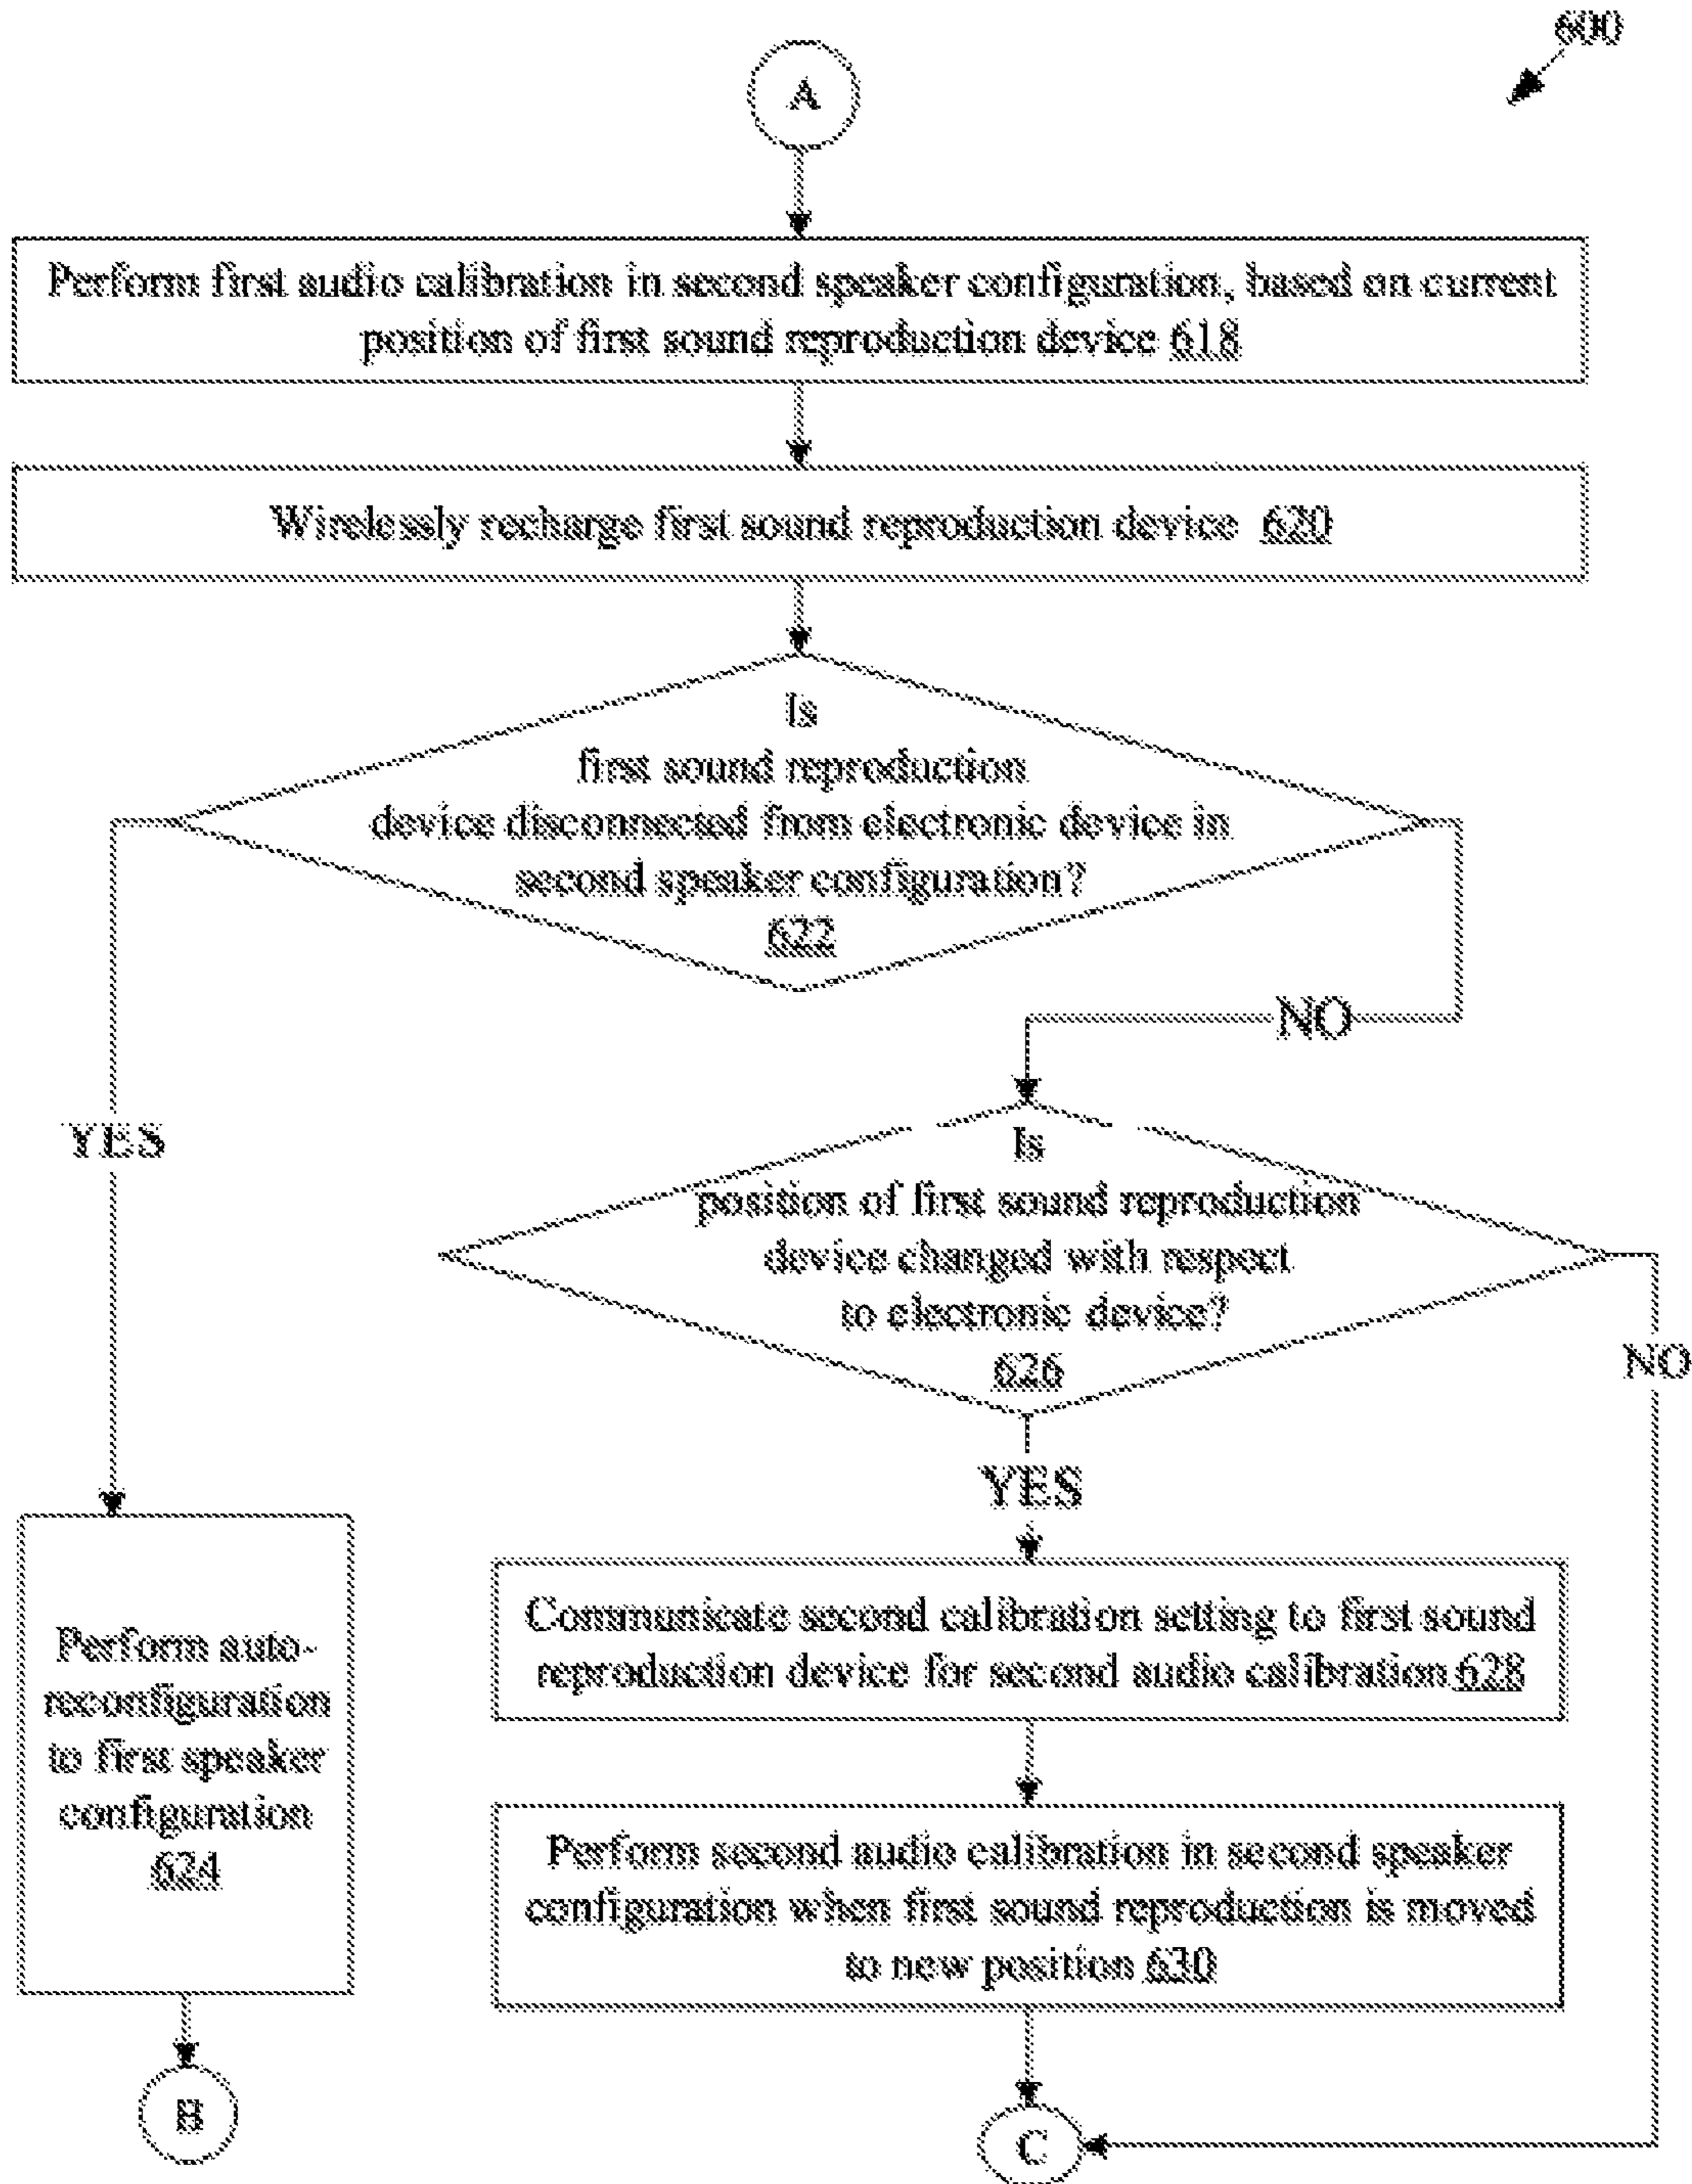 600
A
Perform first audio calibration in second speaker configuration, based on current
position of first sound reproduction device 618
Wirelessly recharge first sound reproduction device 620
Is
first sound reproduction
device disconnected from electronic device in
second speaker configuration?
622
NO
YES
Is
position of first sound reproduction
device changed with respect
to electronic device?
626
NO
YES
Perform auto-
reconfiguration
to first speaker
configuration
624
Communicate second calibration setting to first sound
reproduction device for second audio calibration 628
Perform second audio calibration in second speaker
configuration when first sound reproduction is moved
to new position 630
B
C